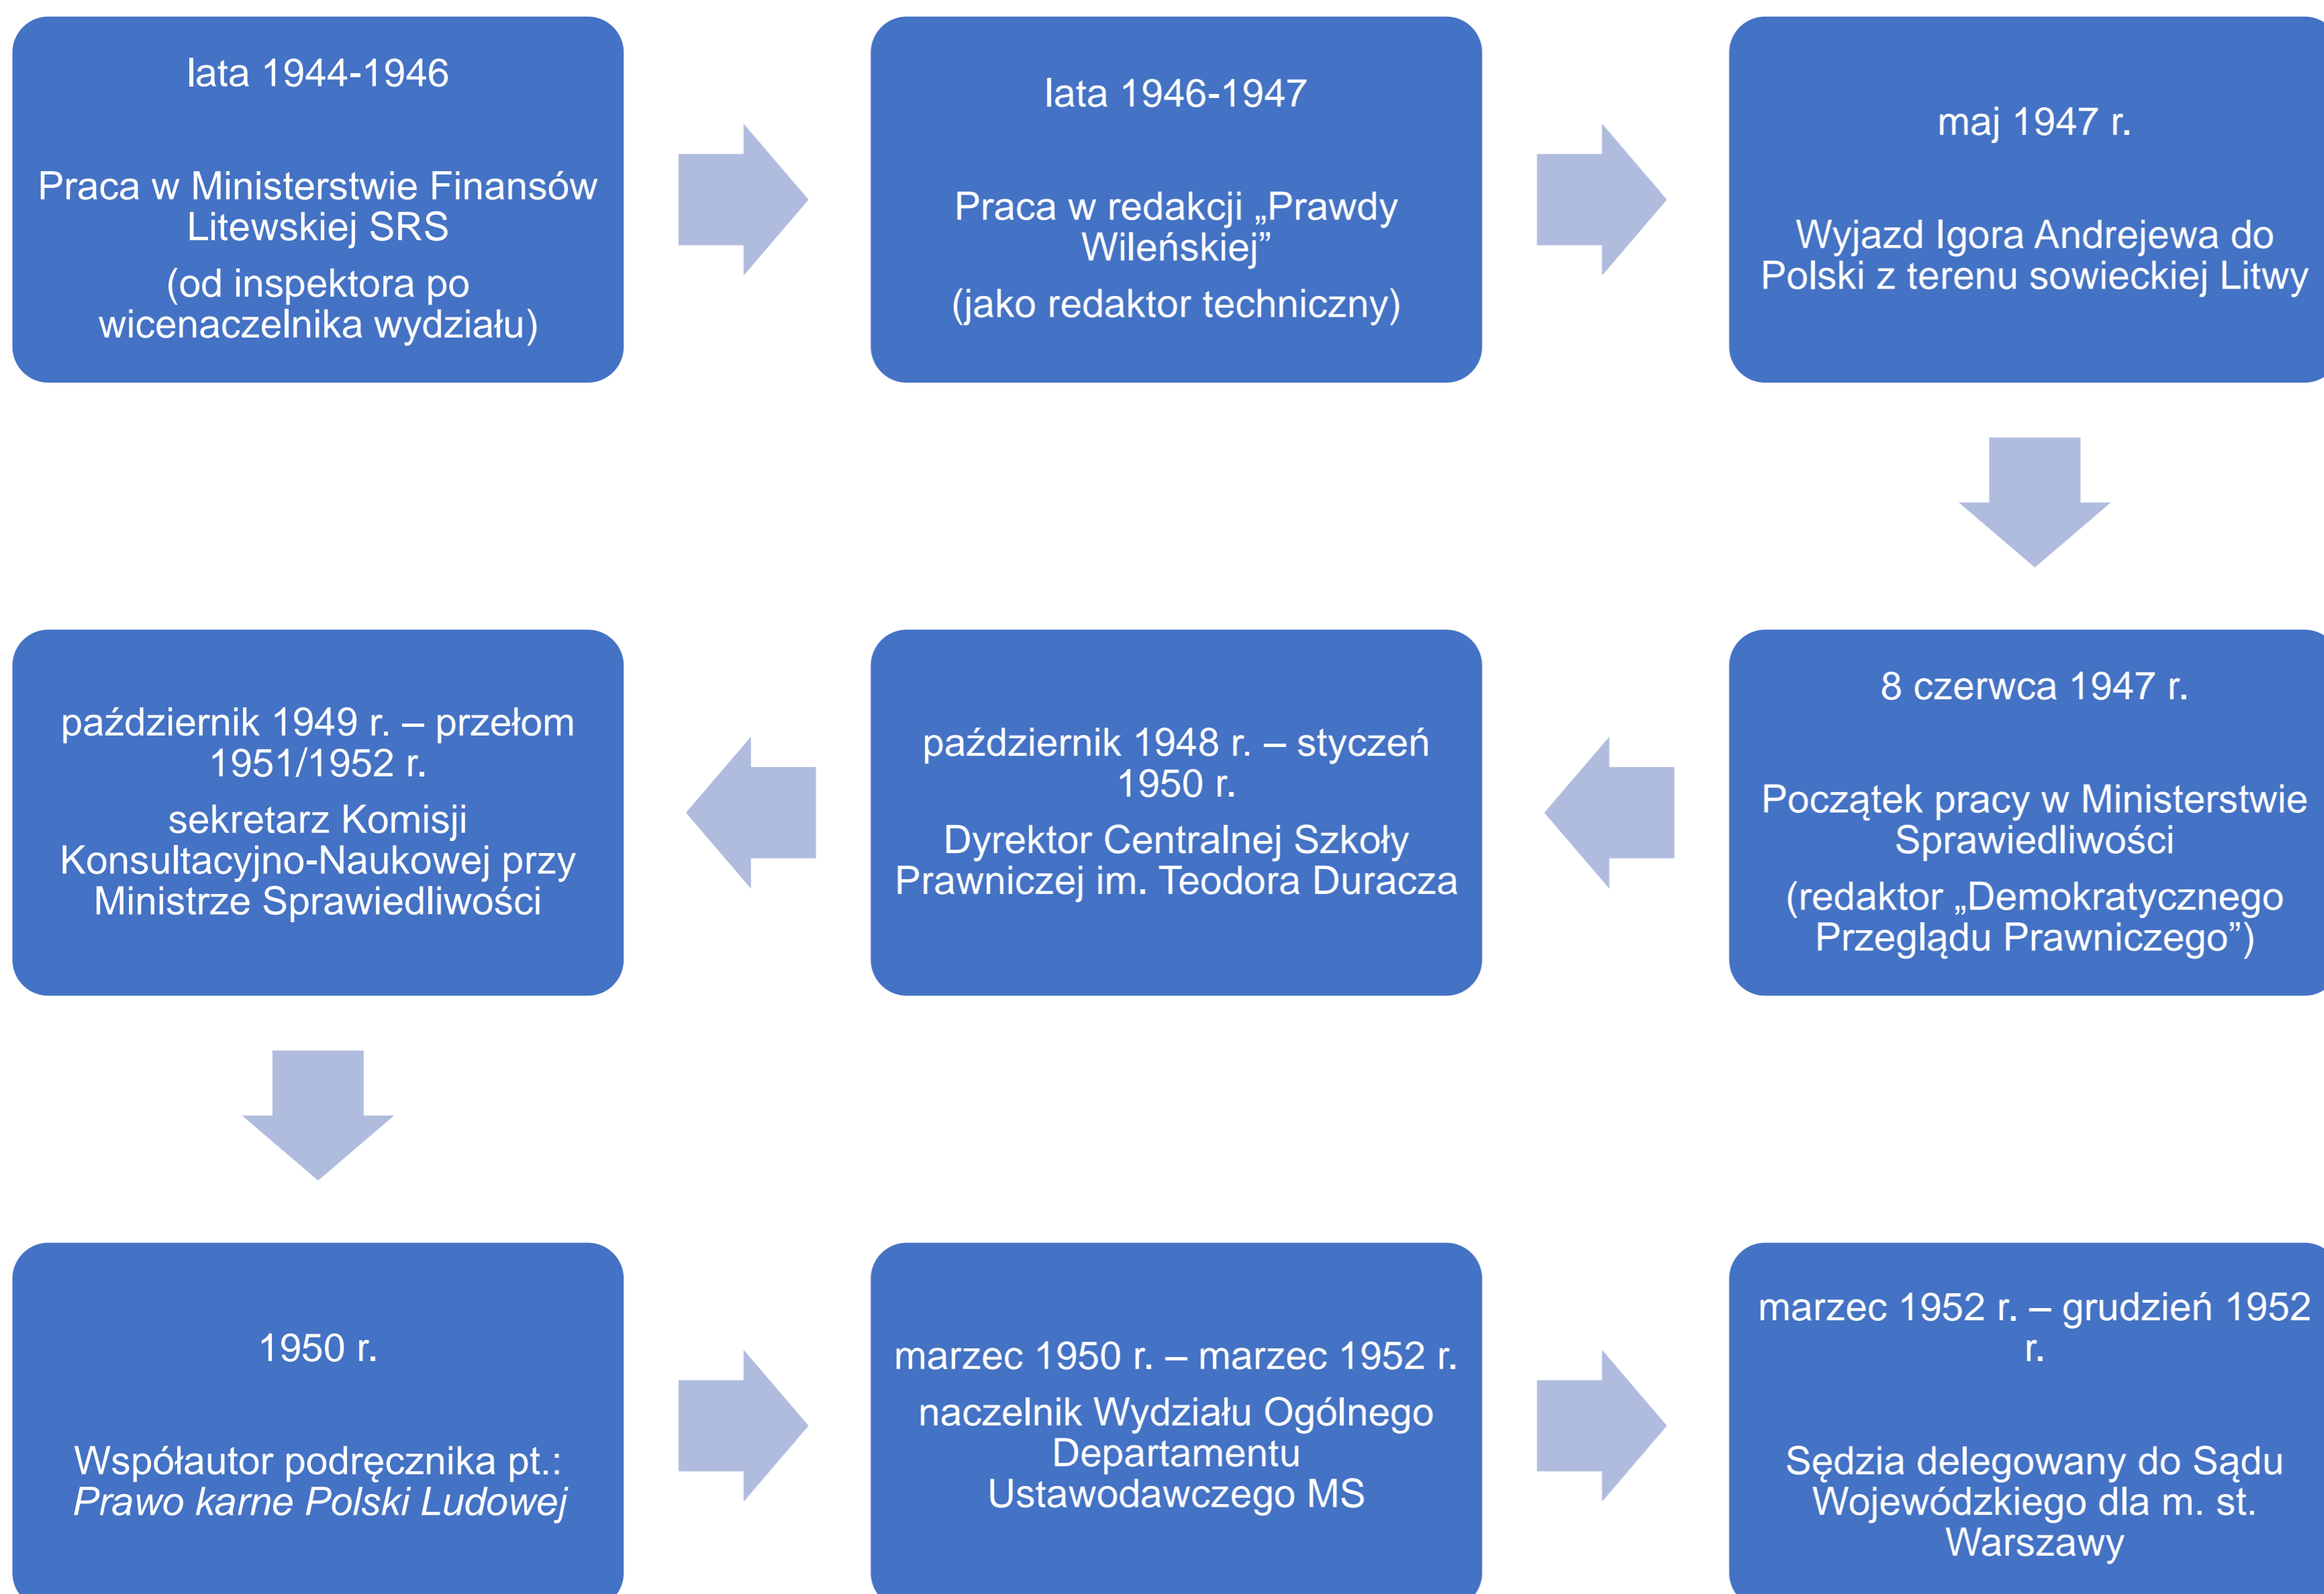 lata 1944-1946
Praca w Ministerstwie Finansów
Litewskiej SRS
(od inspektora po
wicenaczelnika wydziału)
lata 1946-1947
Praca w redakcji „Prawdy
Wileńskiej”
(jako redaktor techniczny)
maj 1947 r.
Wyjazd Igora Andrejewa do
Polski z terenu sowieckiej Litwy
8 czerwca 1947 r.
Początek pracy w Ministerstwie
Sprawiedliwości
(redaktor „Demokratycznego
Przeglądu Prawniczego”)
październik 1948 r. – styczeń
1950 r.
Dyrektor Centralnej Szkoły
Prawniczej im. Teodora Duracza
październik 1949 r. – przełom
1951/1952 r.
sekretarz Komisji
Konsultacyjno-Naukowej przy
Ministrze Sprawiedliwości
1950 r.
Współautor podręcznika pt.:
Prawo karne Polski Ludowej
marzec 1950 r. – marzec 1952 r.
naczelnik Wydziału Ogólnego
Departamentu
Ustawodawczego MS
marzec 1952 r. – grudzień 1952
r.
Sędzia delegowany do Sądu
Wojewódzkiego dla m. st.
Warszawy